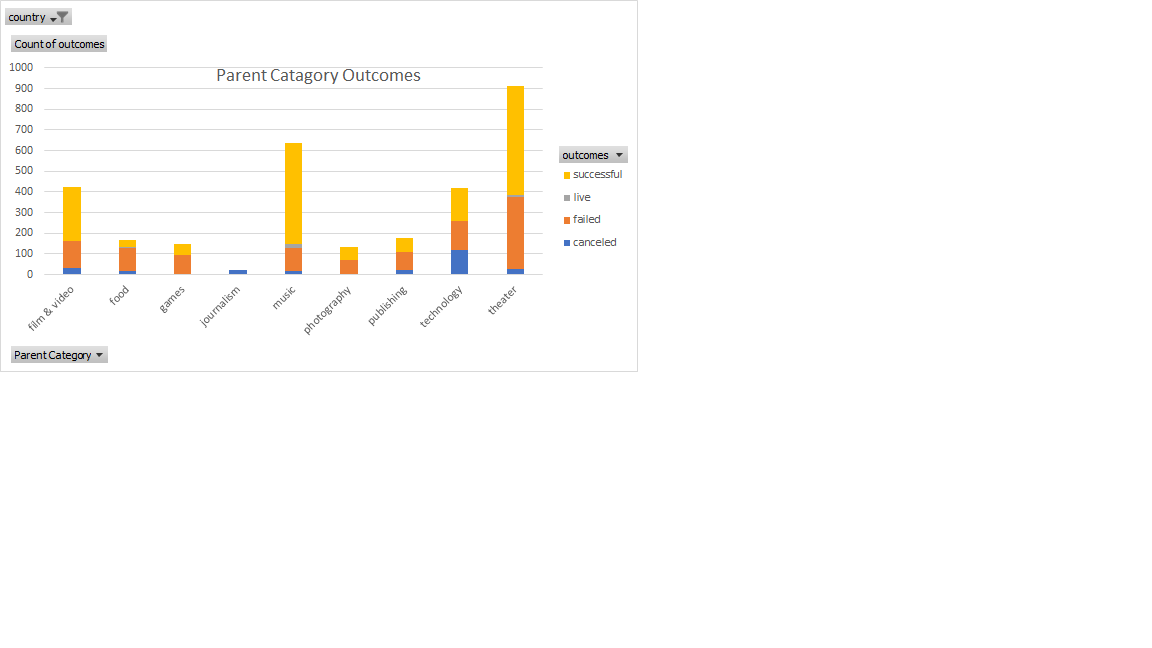 country
Count of outcomes
Parent Catagory Outcomes
1000
900
800
700
600
500
400
300
200
100
0
film & video
food
games
journalism
music
photography
publishing
technology
theater
outcomes
successful
live
failed
canceled
Parent Category